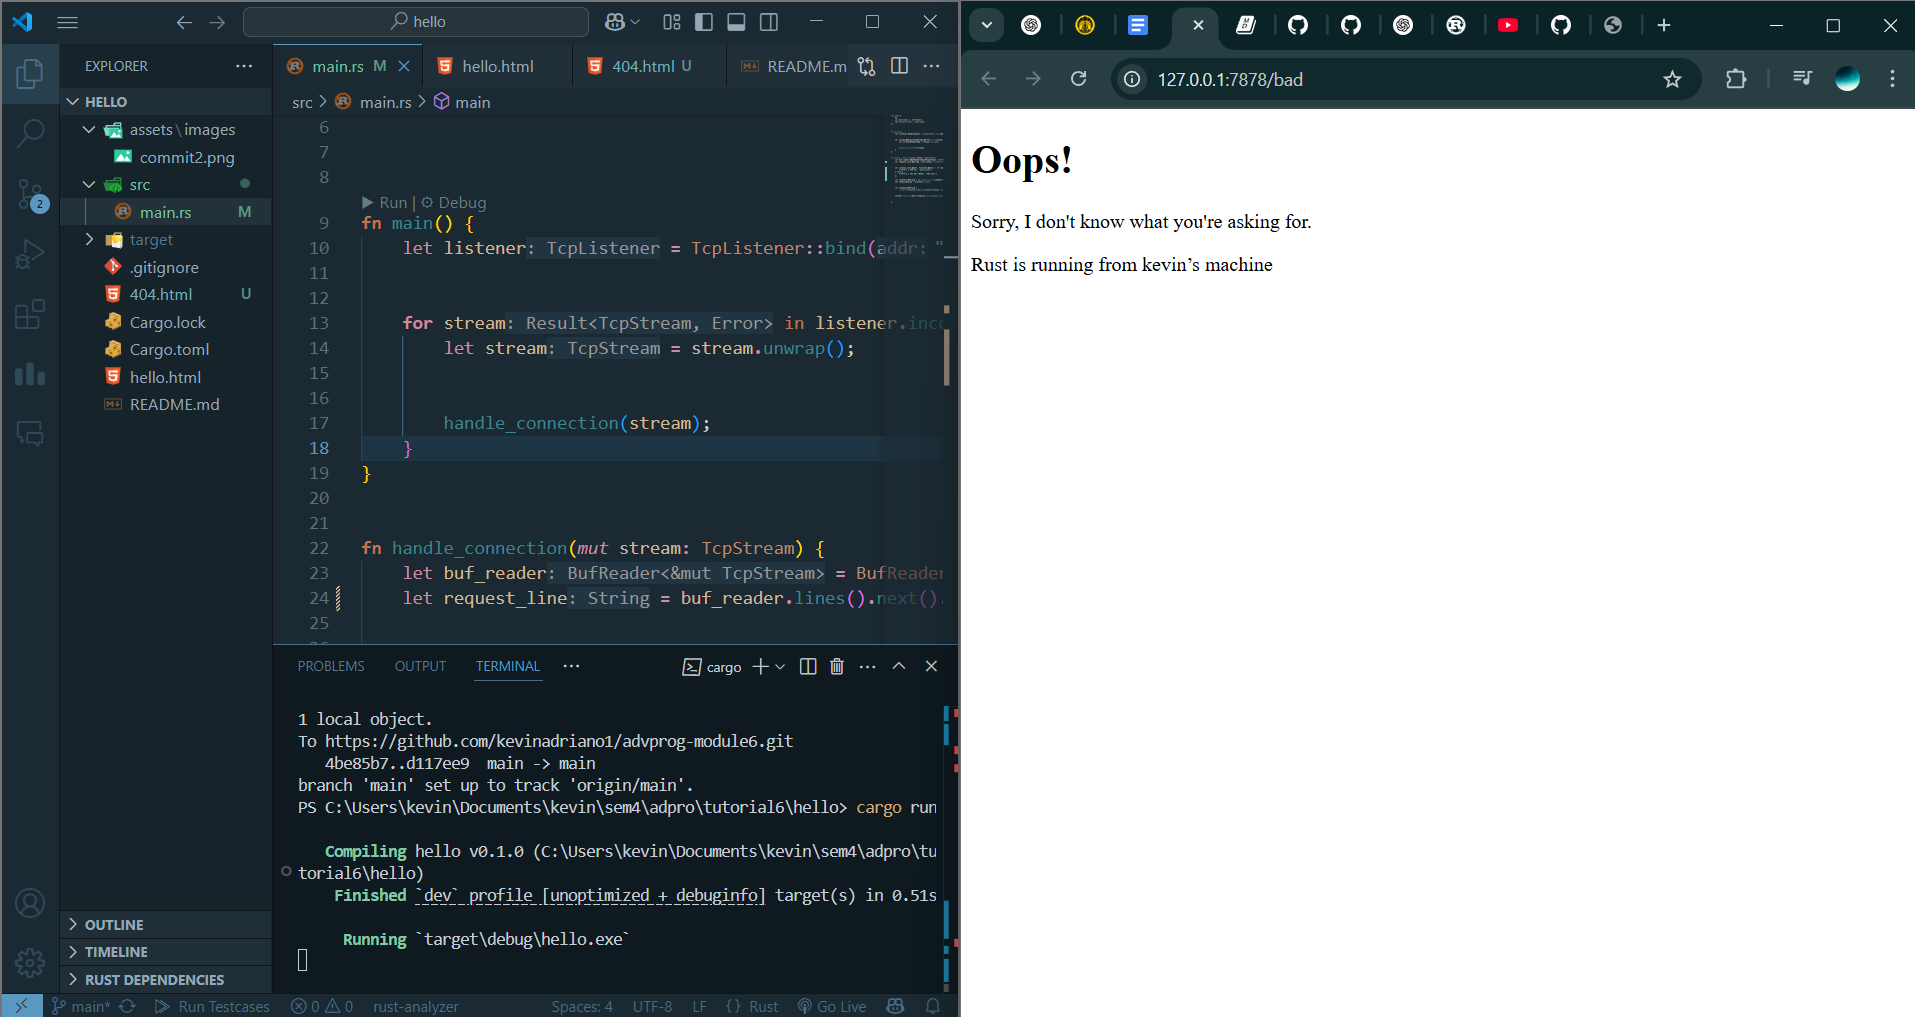 hello
EXPLORER
HELLO
assets\images
commit2.png
src
main.rs M
target
.gitignore
404.html U
Cargo.lock
Cargo.toml
hello.html
README.md
OUTLINE
TIMELINE
RUST DEPENDENCIES
main.rs M
hello.html
404.html U
README.m
src > main.rs > main
6
7
8
Run | Debug
9 fn main() {
10 let listener: TcpListener = TcpListener::bind(addr: "
11
12
13 for stream: Result<TcpStream, Error> in listener.inco
14 let stream: TcpStream = stream.unwrap();
15
16
17 handle_connection(stream);
18 }
19 }
20
21
22 fn handle_connection(mut stream: TcpStream) {
23 let buf_reader: BufReader<&mut TcpStream> = BufReader
24 let request_line: String = buf_reader.lines().next().
25
PROBLEMS OUTPUT TERMINAL
cargo
1 local object.
To https://github.com/kevinadriano1/advprog-module6.git
4be85b7..d117ee9 main -> main
branch 'main' set up to track 'origin/main'.
PS C:\Users\kevin\Documents\kevin\sem4\adpro\tutorial6\hello> cargo run
Compiling hello v0.1.0 (C:\Users\kevin\Documents\kevin\sem4\adpro\tu
torial6\hello)
Finished `dev` profile [unoptimized + debuginfo] target(s) in 0.51s
Running `target\debug\hello.exe`
main* Run Testcases 0 0 rust-analyzer Spaces: 4 UTF-8 LF {} Rust Go Live
2
127.0.0.1:7878/bad
Oops!
Sorry, I don't know what you're asking for.
Rust is running from kevin’s machine